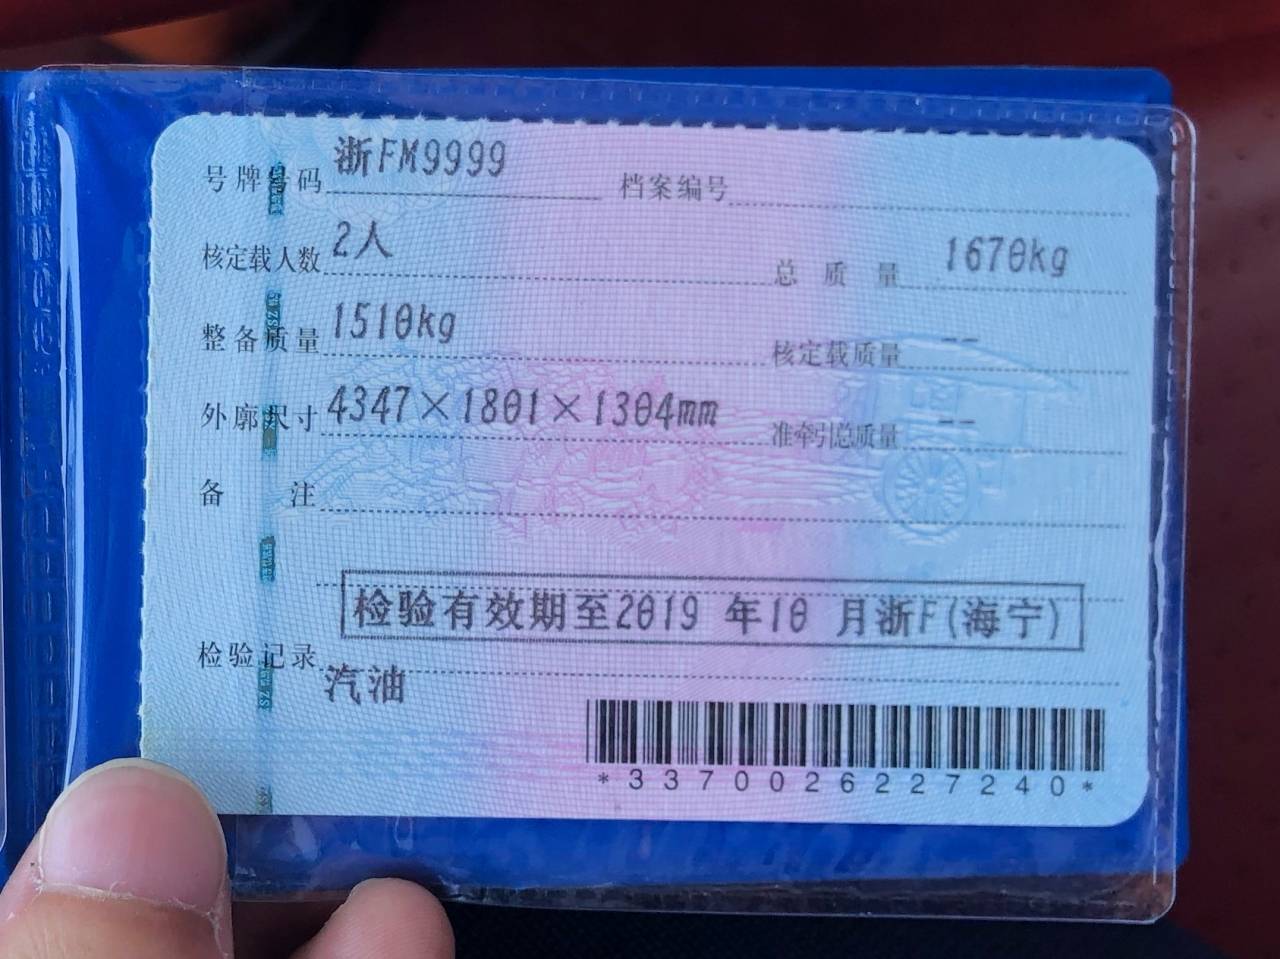 号牌号码 浙FM9999 档案编号
核定载人数 2人 总质量 1670kg
整备质量 1510kg 核定载质量 --
外廓尺寸 4347×1801×1304mm 准牵引总质量 --
备注
检验有效期至2019 年10 月浙F(海宁)
检验记录
汽油
*3370026227240*